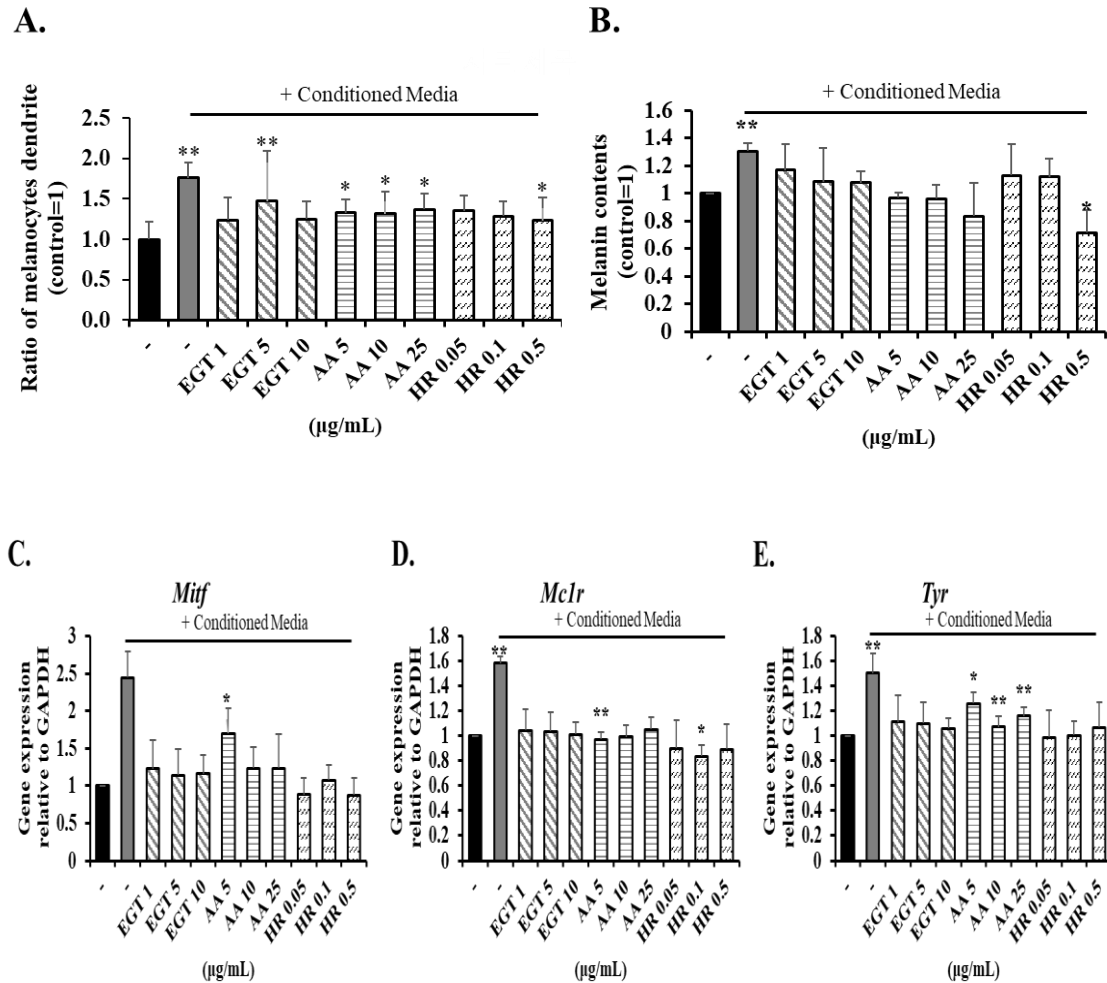 A.
+ Conditioned Media
Ratio of melanocytes dendrite
(control=1)
2.5
2.0
1.5
1.0
0.5
0.0
** ** * * * *
- - EGT 1 EGT 5 EGT 10 AA 5 AA 10 AA 25 HR 0.05 HR 0.1 HR 0.5
(μg/mL)
B.
+ Conditioned Media
Melanin contents
(control=1)
1.6
1.4
1.2
1
0.8
0.6
0.4
0.2
0
** *
- - EGT 1 EGT 5 EGT 10 AA 5 AA 10 AA 25 HR 0.05 HR 0.1 HR 0.5
(μg/mL)
C.
Mitf
+ Conditioned Media
Gene expression
relative to GAPDH
3
2.5
2
1.5
1
0.5
0
*
- - EGT 1 EGT 5 EGT 10 AA 5 AA 10 AA 25 HR 0.05 HR 0.1 HR 0.5
(μg/mL)
D.
Mc1r
+ Conditioned Media
Gene expression
relative to GAPDH
1.8
1.6
1.4
1.2
1
0.8
0.6
0.4
0.2
0
** ** *
- - EGT 1 EGT 5 EGT 10 AA 5 AA 10 AA 25 HR 0.05 HR 0.1 HR 0.5
(μg/mL)
E.
Tyr
+ Conditioned Media
Gene expression
relative to GAPDH
1.8
1.6
1.4
1.2
1
0.8
0.6
0.4
0.2
0
** * ** **
- - EGT 1 EGT 5 EGT 10 AA 5 AA 10 AA 25 HR 0.05 HR 0.1 HR 0.5
(μg/mL)